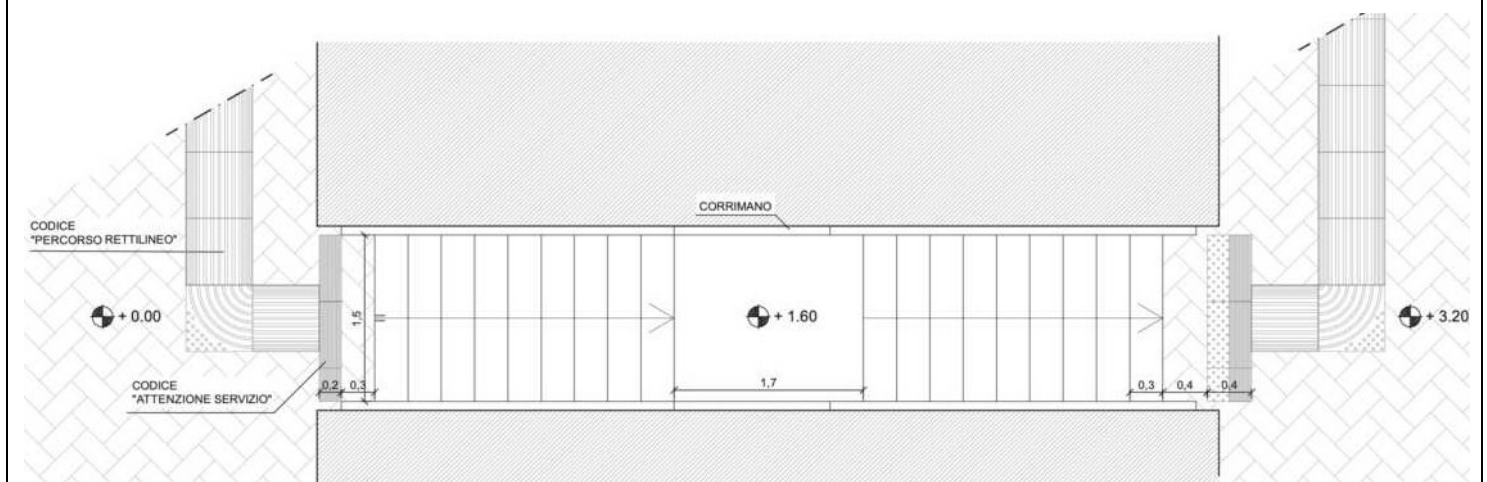 CORRIMANO
CODICE
"PERCORSO RETTILINEO"
+ 0.00
1,5
+ 1.60
+ 3.20
CODICE
"ATTENZIONE SERVIZIO"
0,2
0,3
1,7
0,3
0,4
0,4